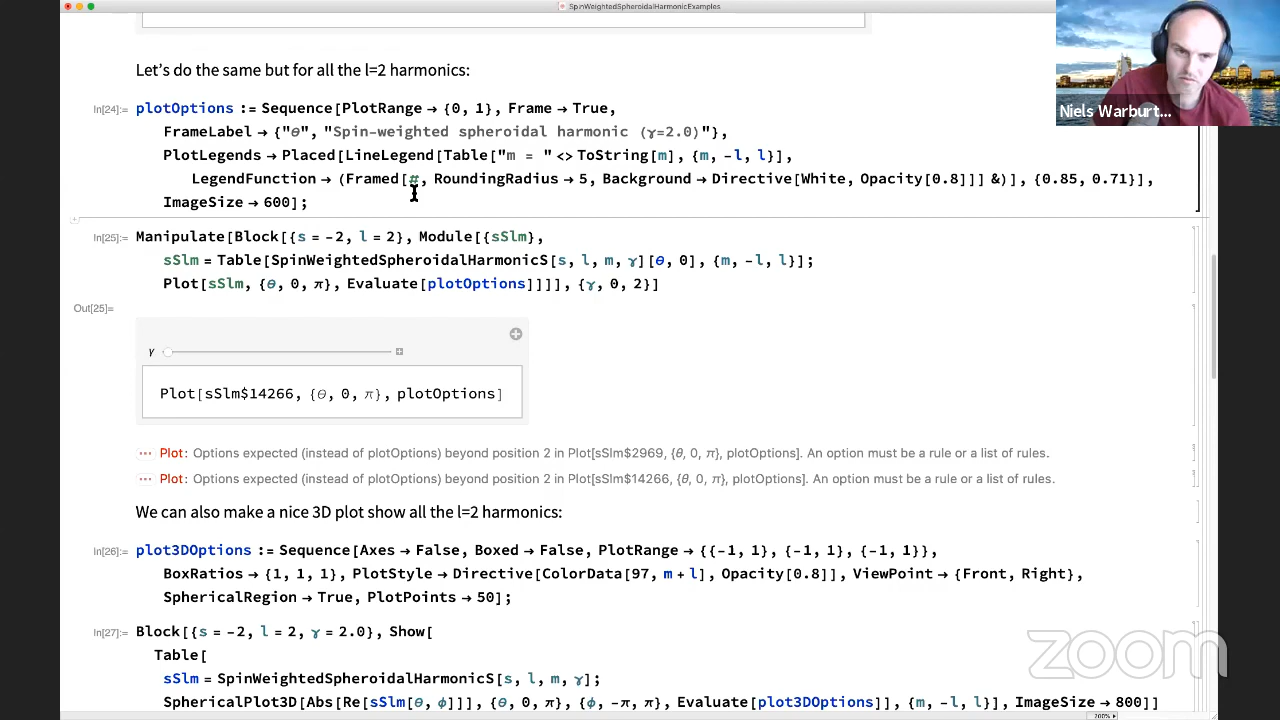 SpinWeightedSpheroidalHarmonicExamples
Let's do the same but for all the l=2 harmonics:
In[24]:= plotOptions := Sequence[PlotRange → {0, 1}, Frame → True,
FrameLabel → {"θ", "Spin-weighted spheroidal harmonic (γ=2.0)"},
PlotLegends → Placed[LineLegend[Table["m = " <> ToString[m], {m, -l, l}],
LegendFunction → (Framed[#, RoundingRadius → 5, Background → Directive[White, Opacity[0.8]]] &)], {0.85, 0.71}],
ImageSize → 600];
In[25]:= Manipulate[Block[{s = -2, l = 2}, Module[{sSlm},
sSlm = Table[SpinWeightedSpheroidalHarmonicS[s, l, m, γ][θ, 0], {m, -l, l}];
Plot[sSlm, {θ, 0, π}, Evaluate[plotOptions]]]], {γ, 0, 2}]
Out[25]=
γ
Plot[sSlm$14266, {θ, 0, π}, plotOptions]
Plot: Options expected (instead of plotOptions) beyond position 2 in Plot[sSlm$2969, {θ, 0, π}, plotOptions]. An option must be a rule or a list of rules.
Plot: Options expected (instead of plotOptions) beyond position 2 in Plot[sSlm$14266, {θ, 0, π}, plotOptions]. An option must be a rule or a list of rules.
We can also make a nice 3D plot show all the l=2 harmonics:
In[26]:= plot3DOptions := Sequence[Axes → False, Boxed → False, PlotRange → {{-1, 1}, {-1, 1}, {-1, 1}},
BoxRatios → {1, 1, 1}, PlotStyle → Directive[ColorData[97, m + l], Opacity[0.8]], ViewPoint → {Front, Right},
SphericalRegion → True, PlotPoints → 50];
In[27]:= Block[{s = -2, l = 2, γ = 2.0}, Show[
Table[
sSlm = SpinWeightedSpheroidalHarmonicS[s, l, m, γ];
SphericalPlot3D[Abs[Re[sSlm[θ, ϕ]]], {θ, 0, π}, {ϕ, -π, π}, Evaluate[plot3DOptions]], {m, -l, l}], ImageSize → 800]]
200%
Niels Warburt...
zoom